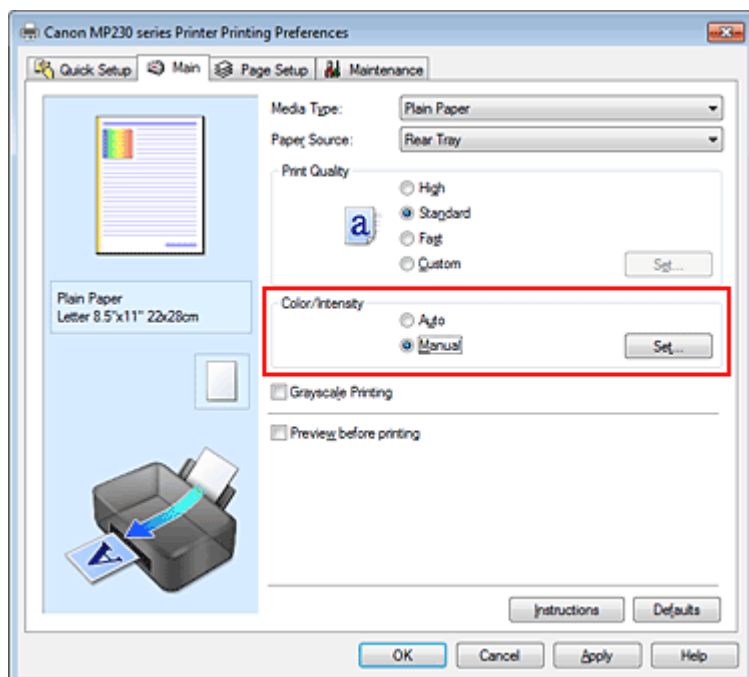 Canon MP230 series Printer Printing Preferences
Quick Setup Main Page Setup Maintenance
Media Type: Plain Paper
Paper Source: Rear Tray
Print Quality
High
a Standard
Fast
Custom Set...
Plain Paper
Letter 8.5"x11" 22x28cm
Color/Intensity
Auto
Manual Set...
Grayscale Printing
Preview before printing
A
Instructions Defaults
OK Cancel Apply Help